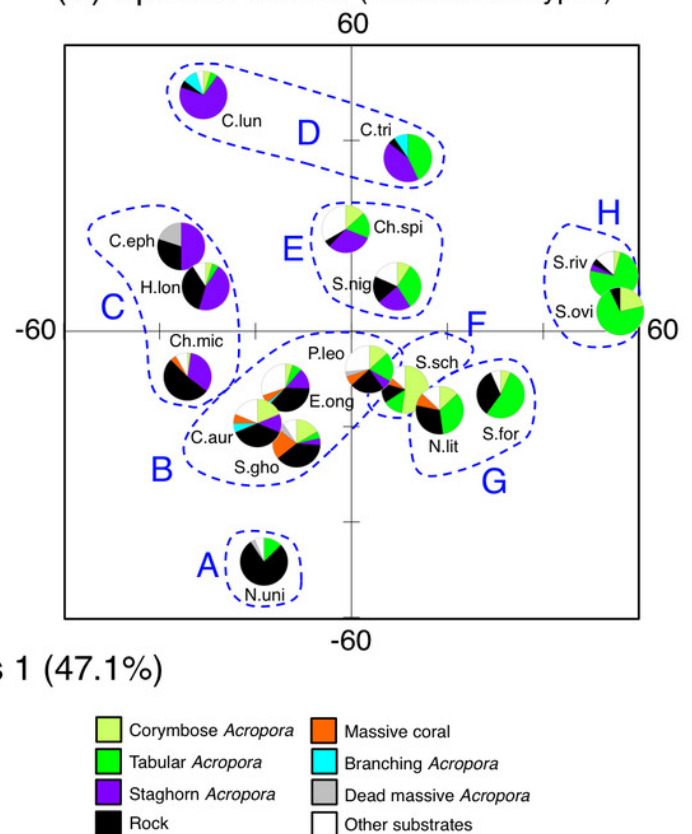 60
C.lun
D
C.tri
H
C.eph
E
Ch.spi
S.riv
H.lon
S.nig
S.ovi
C
-60
F
60
Ch.mic
P.leo
S.sch
E.ong
C.aur
N.lit
S.for
B
S.gho
G
A
N.uni
-60
1 (47.1%)
Corymbose Acropora
Massive coral
Tabular Acropora
Branching Acropora
Staghorn Acropora
Dead massive Acropora
Rock
Other substrates